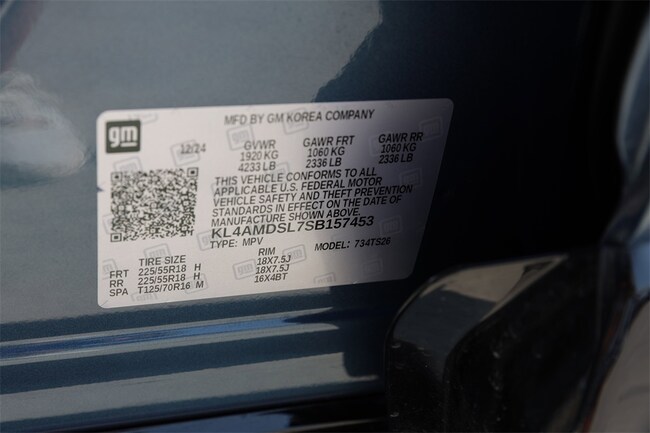 MFD BY GM KOREA COMPANY
gm
12/24 GVWR GAWR FRT GAWR RR
1920 KG 1060 KG 1060 KG
4233 LB 2336 LB 2336 LB
THIS VEHICLE CONFORMS TO ALL
APPLICABLE U.S. FEDERAL MOTOR
VEHICLE SAFETY AND THEFT PREVENTION
STANDARDS IN EFFECT ON THE DATE OF
MANUFACTURE SHOWN ABOVE.
KL4AMDSL7SB157453
TYPE: MPV MODEL: 734TS26
TIRE SIZE RIM
FRT 225/55R18 H 18X7.5J
RR 225/55R18 H 18X7.5J
SPA T125/70R16 M 16X4BT